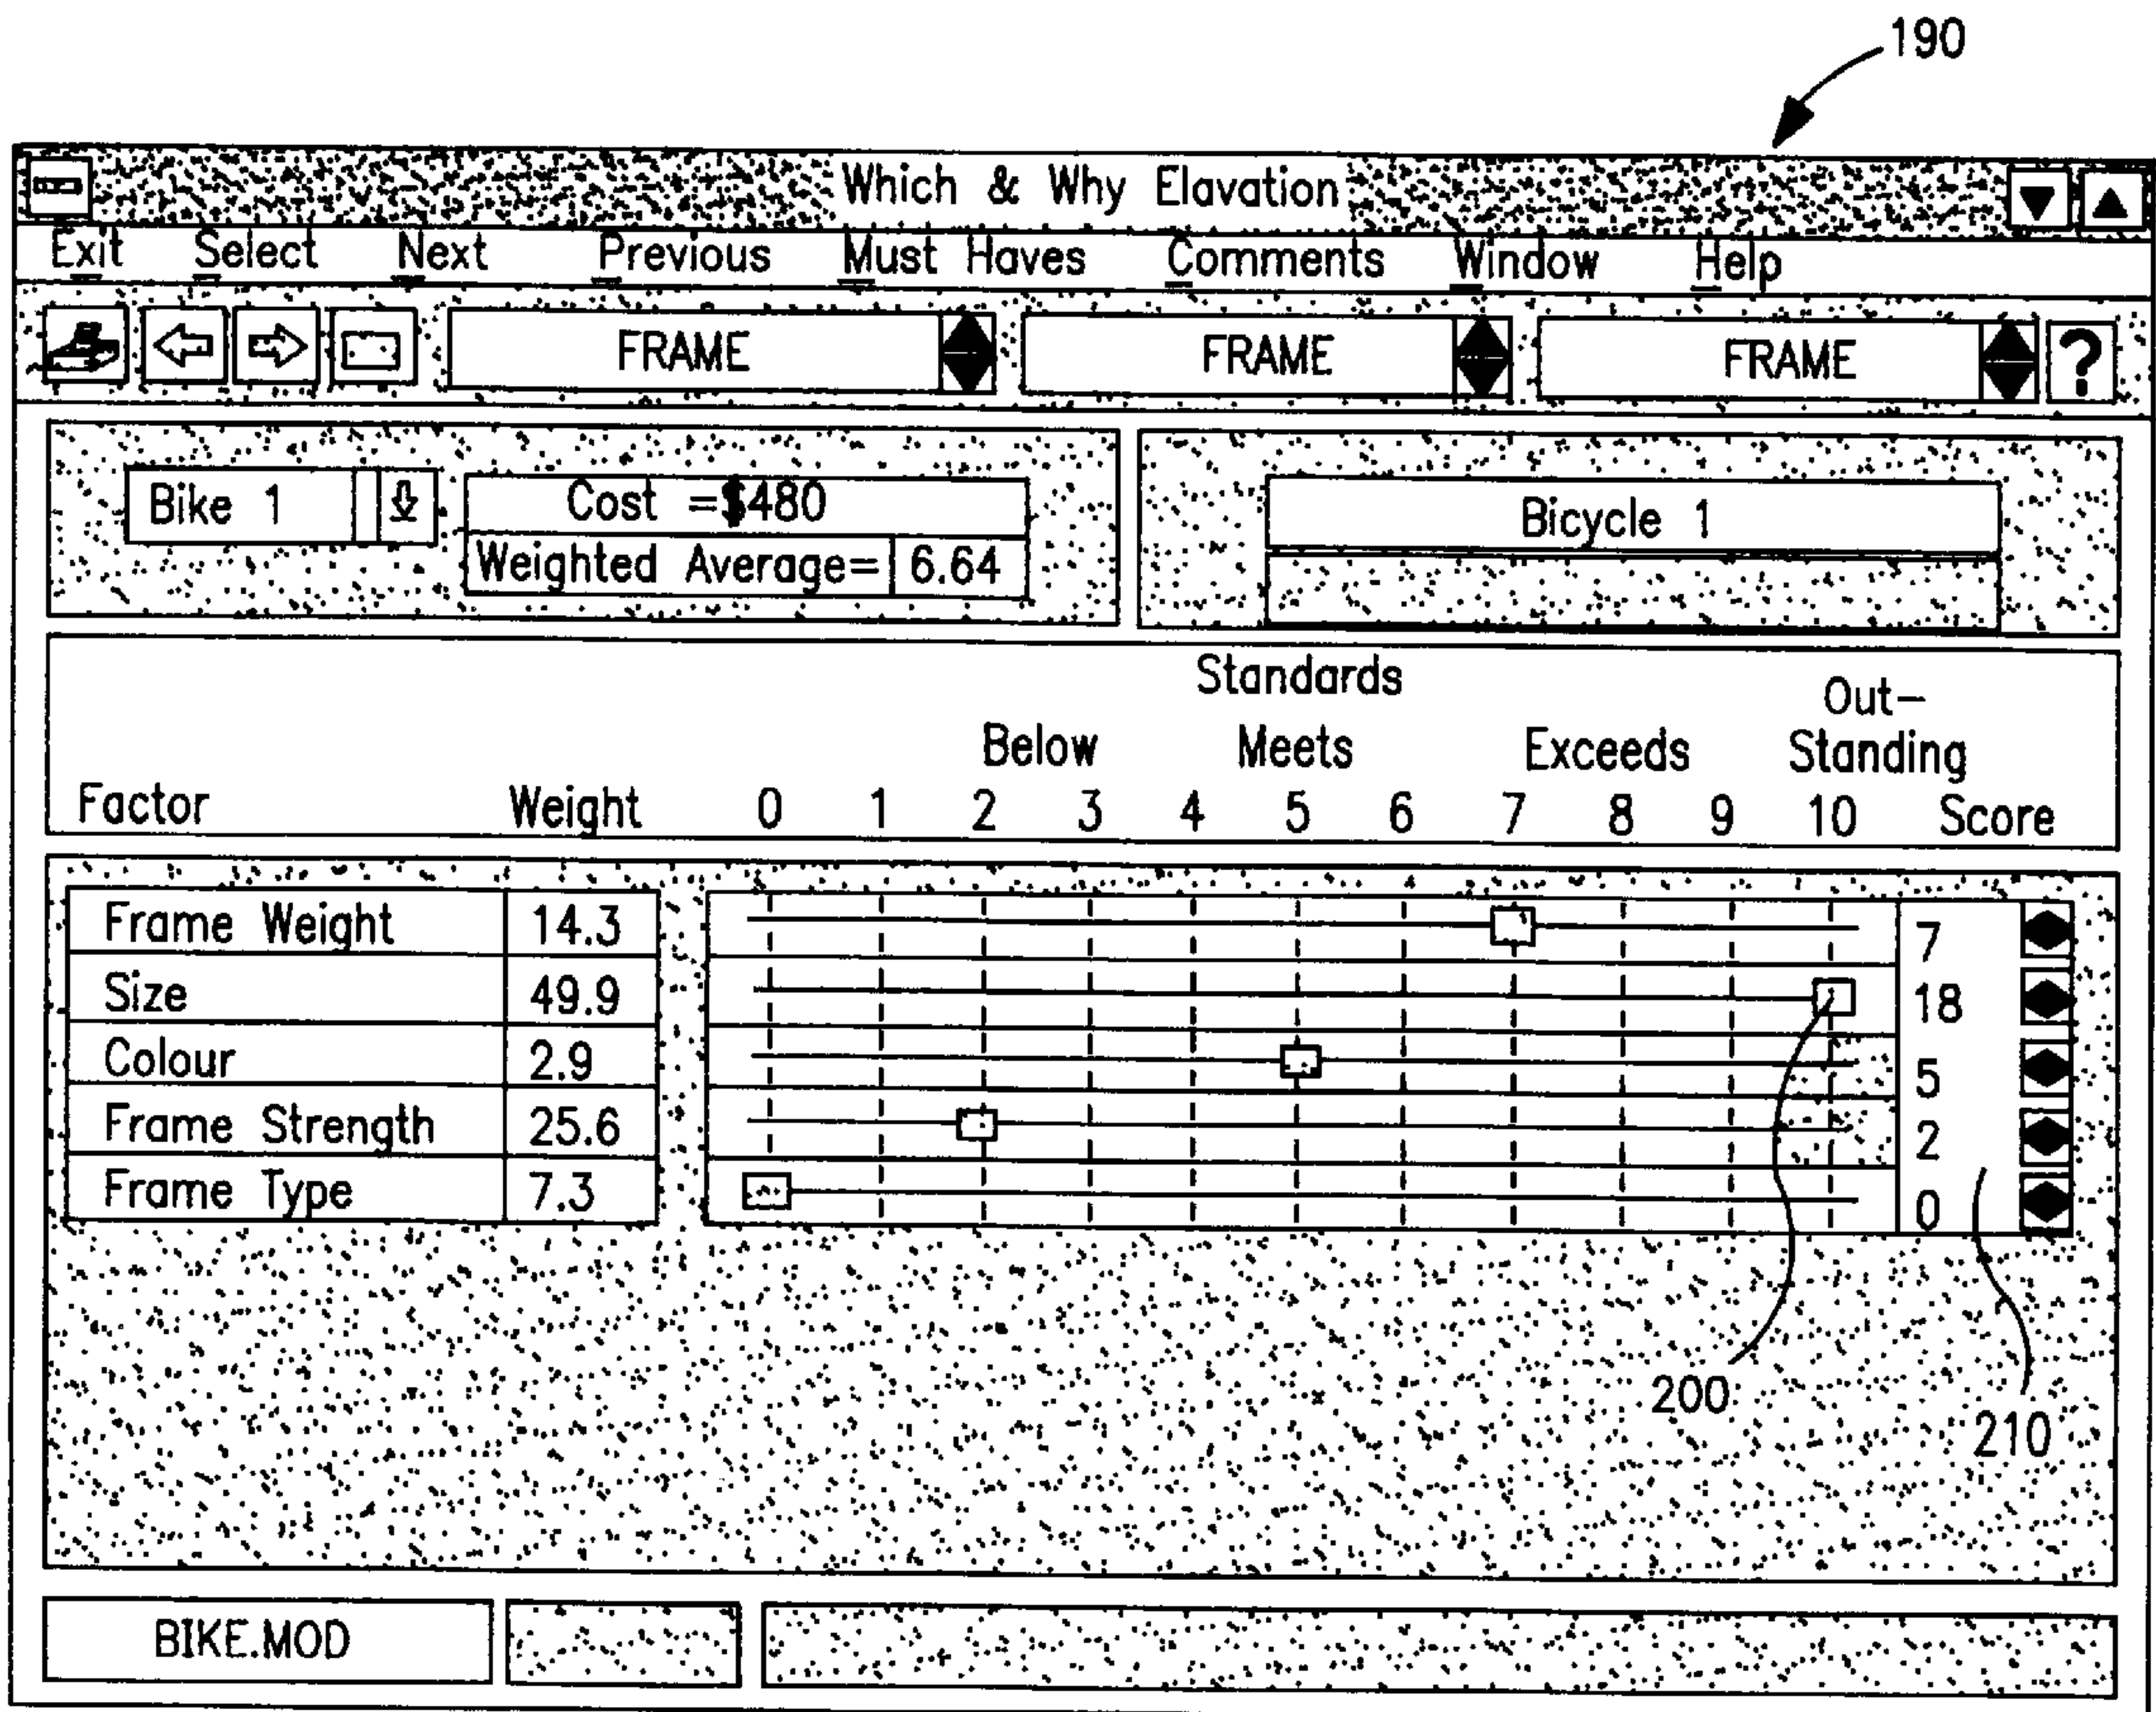 190
Which & Why Elavation
Exit Select Next Previous Must Haves Comments Window Help
FRAME FRAME FRAME ?
Bike 1 Cost =$480 Bicycle 1
Weighted Average= 6.64
Standards
Out-
Below Meets Exceeds Standing
Factor Weight 0 1 2 3 4 5 6 7 8 9 10 Score
Frame Weight 14.3 7
Size 49.9 18
Colour 2.9 5
Frame Strength 25.6 2
Frame Type 7.3 0
200
210
BIKE.MOD